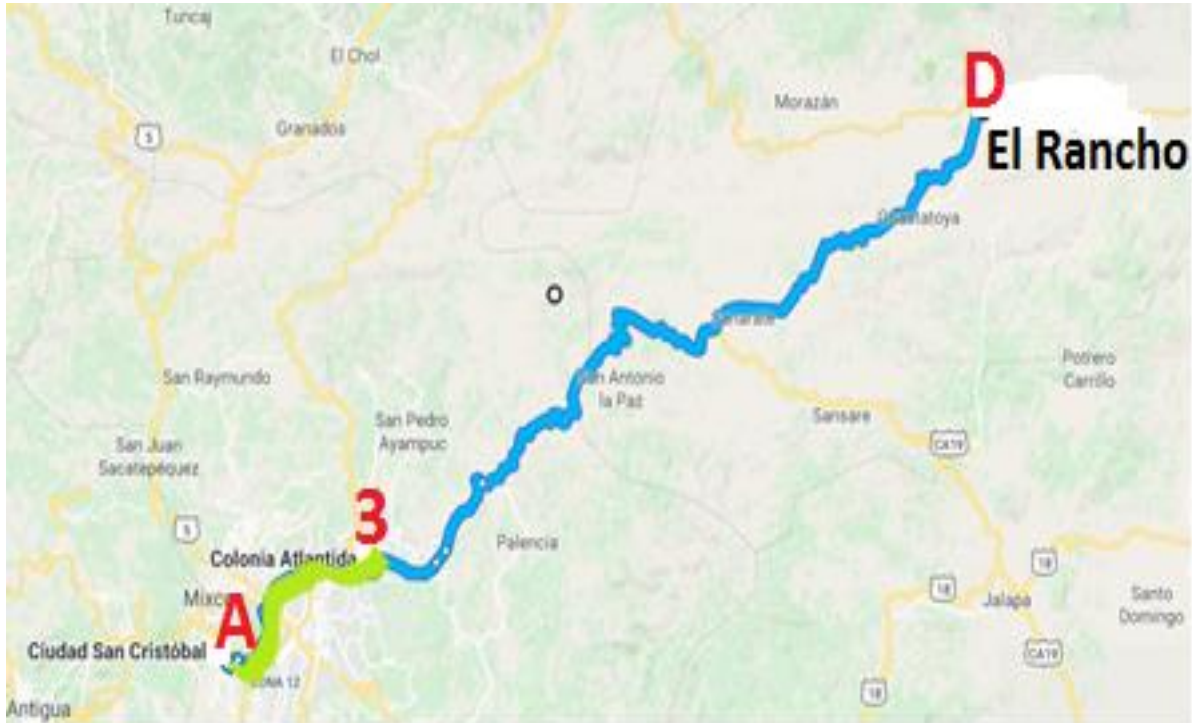 Tucaj
El Chol
D
Morazán
5
Granados
El Rancho
Guastatoya
O
Sanarate
San Raymundo
San Antonio
la Paz
Potrero
Carrillo
San Pedro
Ayampuc
Sansare
San Juan
Sacatepéquez
CA19
3
5
Palencia
Colonia Atlantida
18
Mixco
18
Jalapa
Santo
Domingo
A
Ciudad San Cristóbal
CA19
ZONA 12
18
Antigua